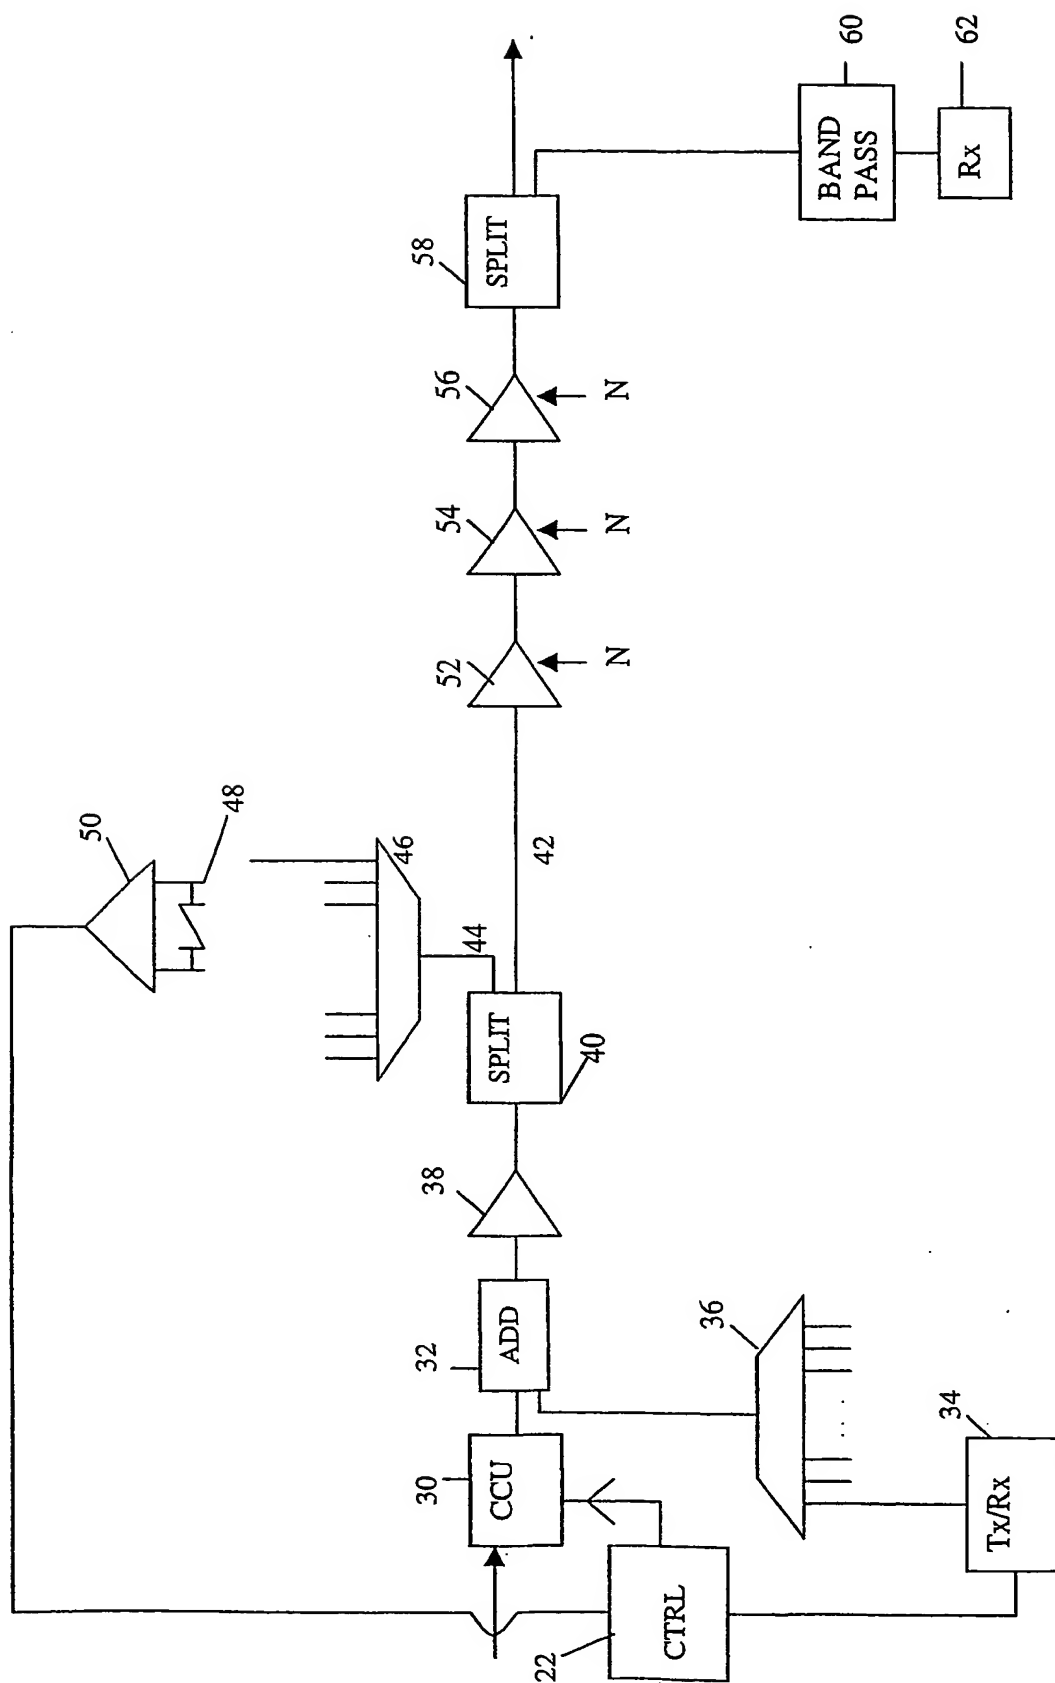 50
48
46
44
42
40
38
32
ADD
SPLIT
30
CCU
22
CTRL
36
. . . .
34
Tx/Rx
52
N
54
N
56
N
58
SPLIT
60
BAND
PASS
62
Rx